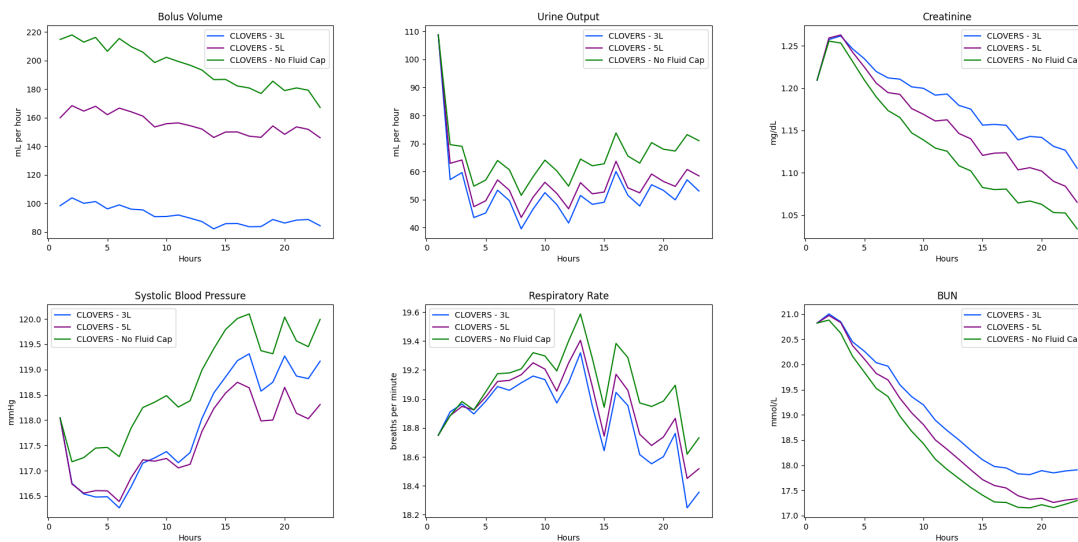 Bolus Volume
mL per hour
220
200
180
160
140
120
100
80
0 5 10 15 20
Hours
CLOVERS - 3L
CLOVERS - 5L
CLOVERS - No Fluid Cap
Urine Output
mL per hour
110
100
90
80
70
60
50
40
0 5 10 15 20
Hours
CLOVERS - 3L
CLOVERS - 5L
CLOVERS - No Fluid Cap
Creatinine
mg/dL
1.25
1.20
1.15
1.10
1.05
0 5 10 15 20
Hours
CLOVERS - 3L
CLOVERS - 5L
CLOVERS - No Fluid Cap
Systolic Blood Pressure
mmHg
120.0
119.5
119.0
118.5
118.0
117.5
117.0
116.5
0 5 10 15 20
Hours
CLOVERS - 3L
CLOVERS - 5L
CLOVERS - No Fluid Cap
Respiratory Rate
breaths per minute
19.6
19.4
19.2
19.0
18.8
18.6
18.4
18.2
0 5 10 15 20
Hours
CLOVERS - 3L
CLOVERS - 5L
CLOVERS - No Fluid Cap
BUN
mmol/L
21.0
20.5
20.0
19.5
19.0
18.5
18.0
17.5
17.0
0 5 10 15 20
Hours
CLOVERS - 3L
CLOVERS - 5L
CLOVERS - No Fluid Cap